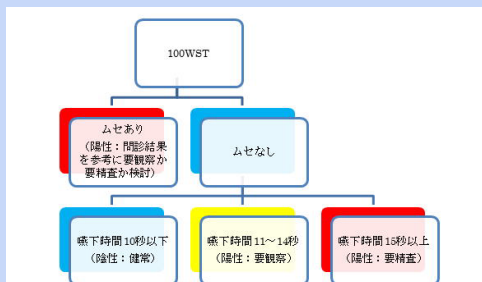 100WST
ムセあり
（陽性：問診結果
を参考に要観察か
要精査か検討）
ムセなし
嚥下時間10秒以下
（陰性：健常）
嚥下時間11～14秒
（陽性：要観察）
嚥下時間15秒以上
（陽性：要精査）